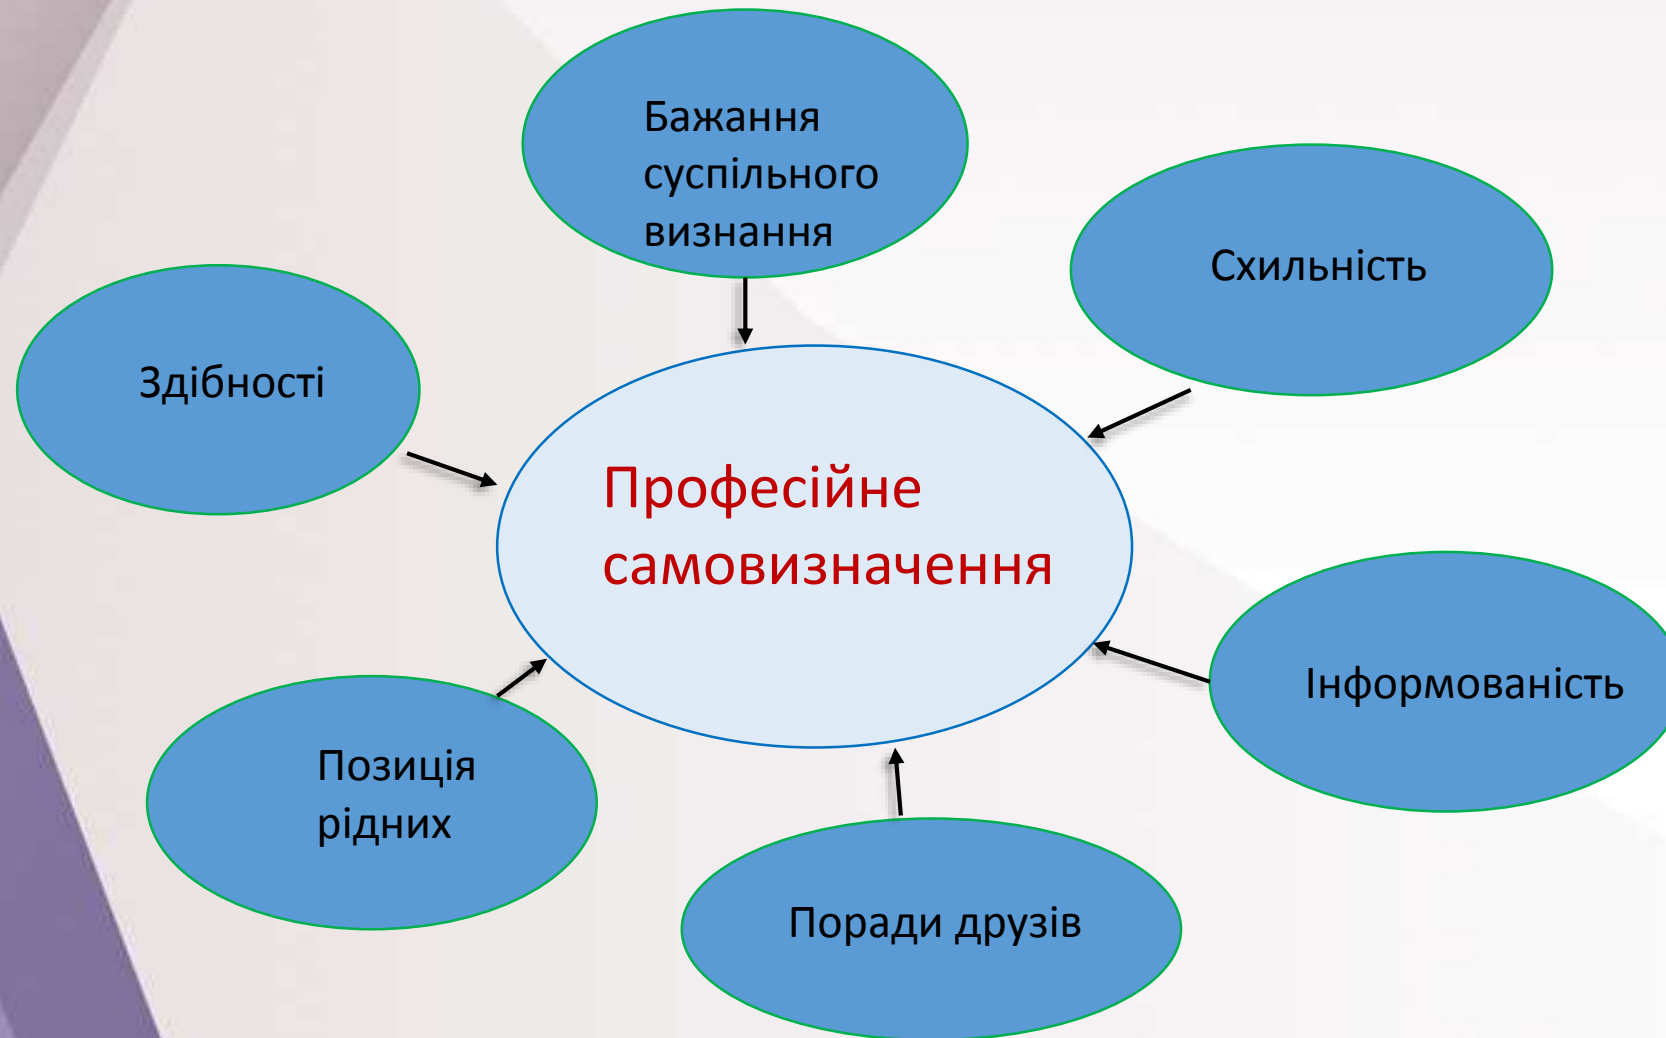 Бажання
суспільного
визнання
Схильність
Здібності
Професійне
самовизначення
Інформованість
Позиція
рідних
Поради друзів